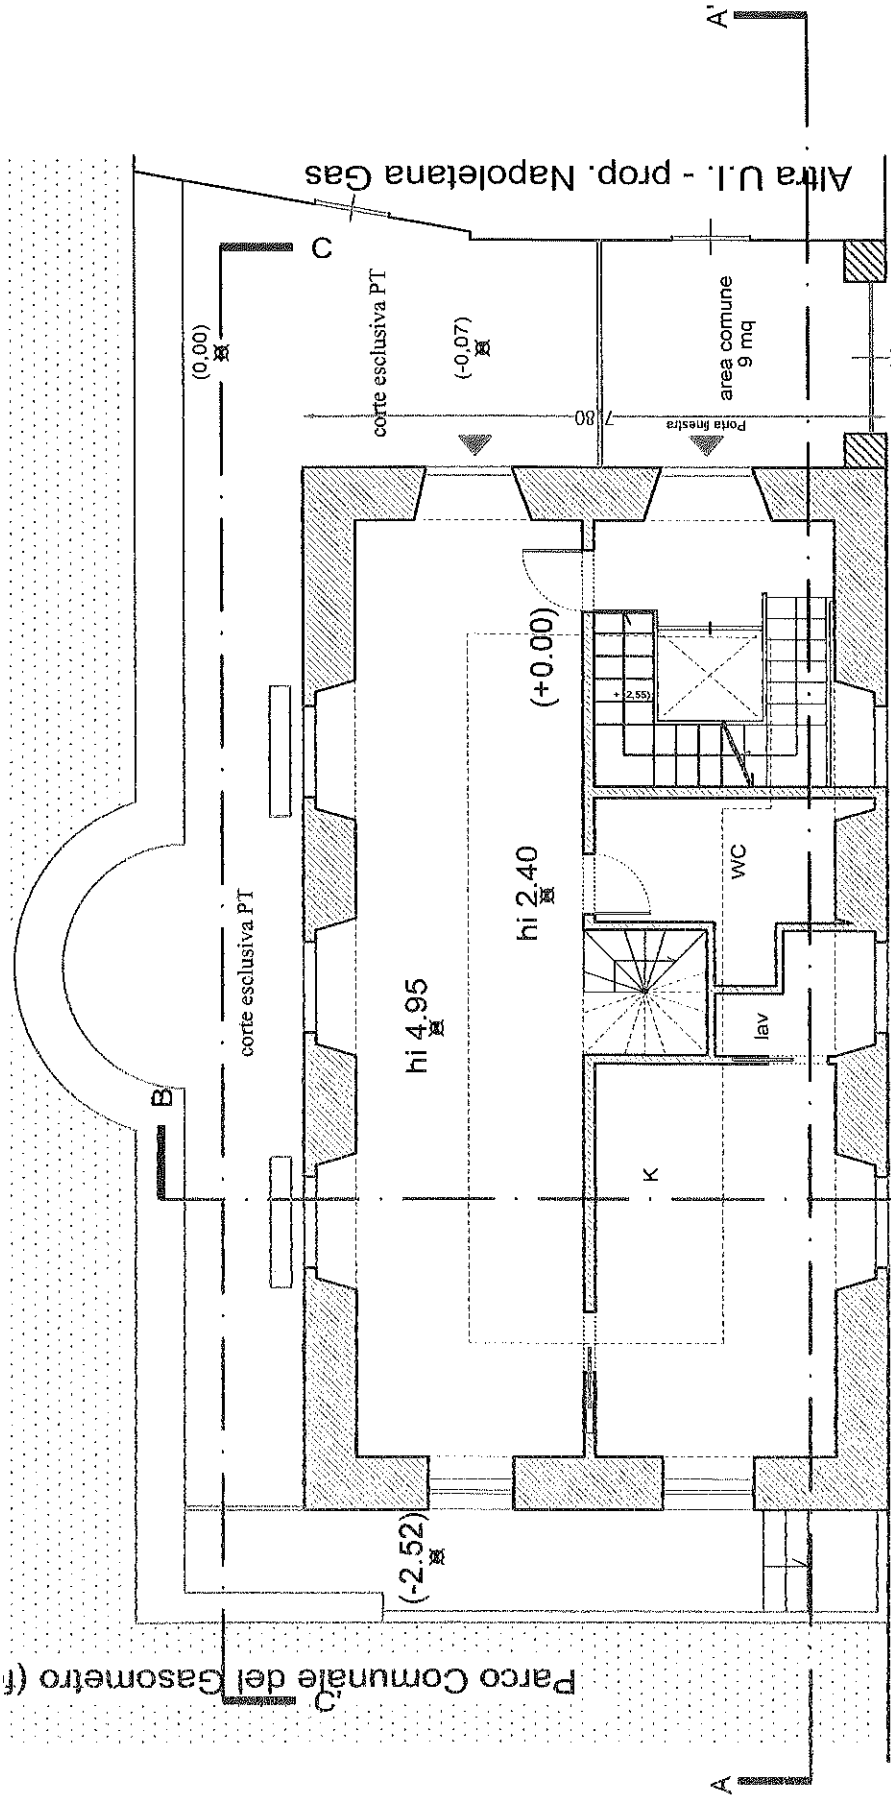 A'
Altra U.I. - prop. Napoletana Gas
C
(0,00)
corte esclusiva PT
(-0,07)
area comune
9 mq
7.80
Porta finestra
(+0.00)
+ (2,55)
hi 2.40
WC
corte esclusiva PT
hi 4.95
lav
B
K
(-2.52)
Parco Comunale del Gasometro (f
C'
A